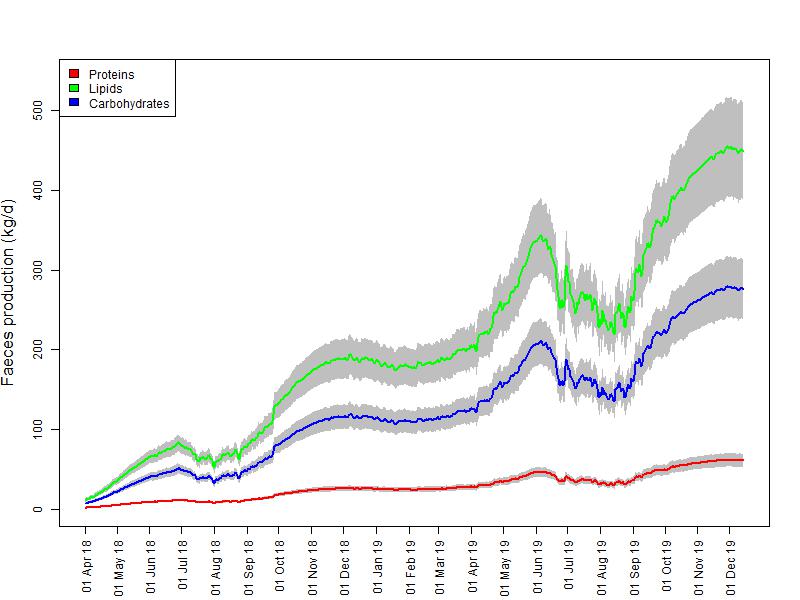 Proteins
Lipids
Carbohydrates
Faeces production (kg/d)
500
400
300
200
100
0
01 Apr 18
01 May 18
01 Jun 18
01 Jul 18
01 Aug 18
01 Sep 18
01 Oct 18
01 Nov 18
01 Dec 18
01 Jan 19
01 Feb 19
01 Mar 19
01 Apr 19
01 May 19
01 Jun 19
01 Jul 19
01 Aug 19
01 Sep 19
01 Oct 19
01 Nov 19
01 Dec 19